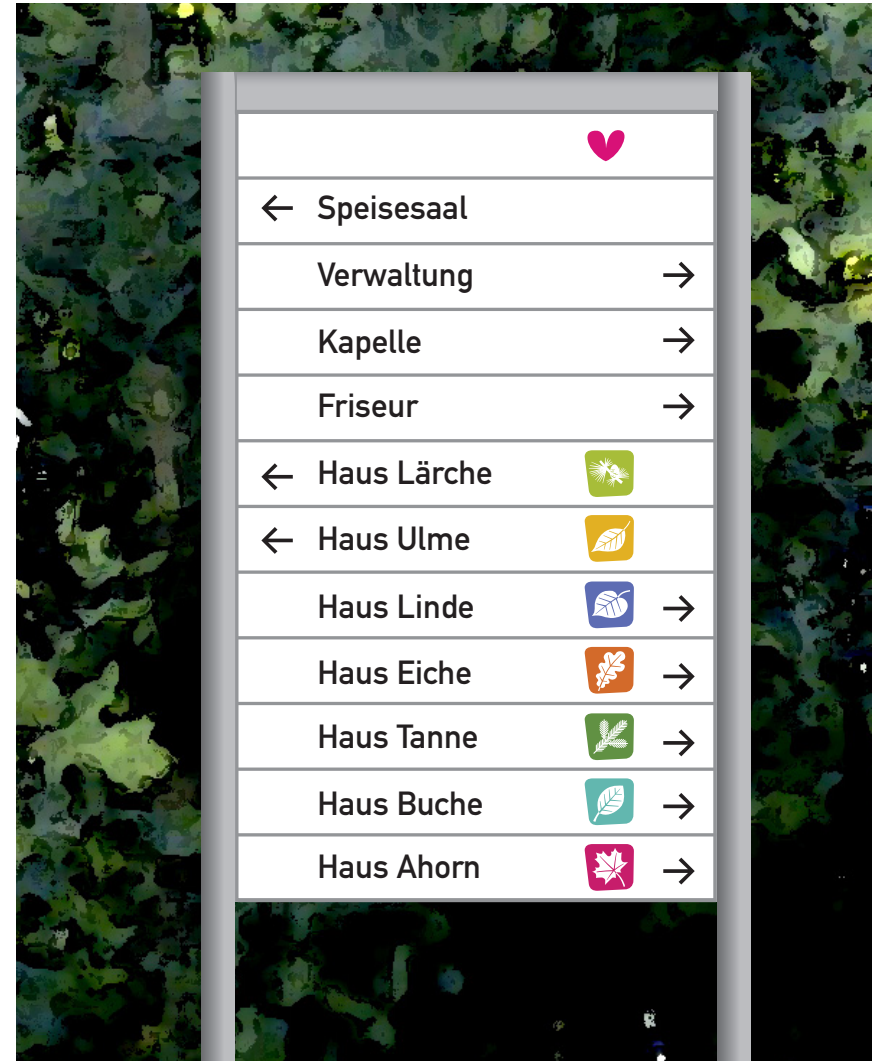 ← Speisesaal
Verwaltung →
Kapelle →
Friseur →
← Haus Lärche
← Haus Ulme
Haus Linde →
Haus Eiche →
Haus Tanne →
Haus Buche →
Haus Ahorn →